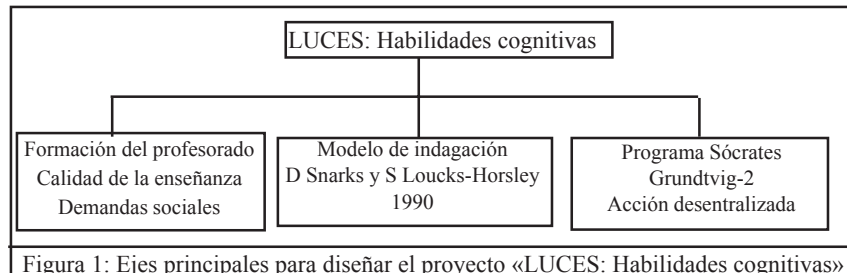 LUCES: Habilidades cognitivas
Formación del profesorado
Calidad de la enseñanza
Demandas sociales
Modelo de indagación
D Snarks y S Loucks-Horsley
1990
Programa Sócrates
Grundtvig-2
Acción desentralizada
Figura 1: Ejes principales para diseñar el proyecto «LUCES: Habilidades cognitivas»